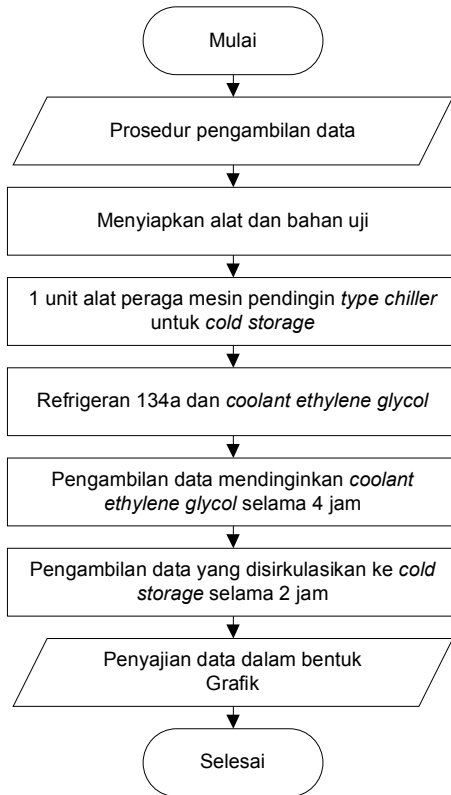 Mulai
Prosedur pengambilan data
Menyiapkan alat dan bahan uji
1 unit alat peraga mesin pendingin type chiller
untuk cold storage
Refrigeran 134a dan coolant ethylene glycol
Pengambilan data mendinginkan coolant
ethylene glycol selama 4 jam
Pengambilan data yang disirkulasikan ke cold
storage selama 2 jam
Penyajian data dalam bentuk
Grafik
Selesai